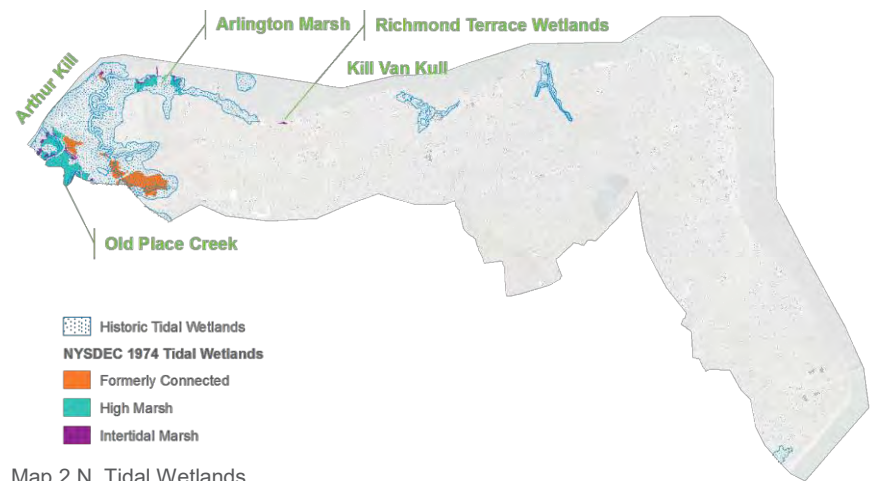 Arlington Marsh
Richmond Terrace Wetlands
Kill Van Kull
Arthur Kill
Old Place Creek
Historic Tidal Wetlands
NYSDEC 1974 Tidal Wetlands
Formerly Connected
High Marsh
Intertidal Marsh
Map 2 N. Tidal Wetlands